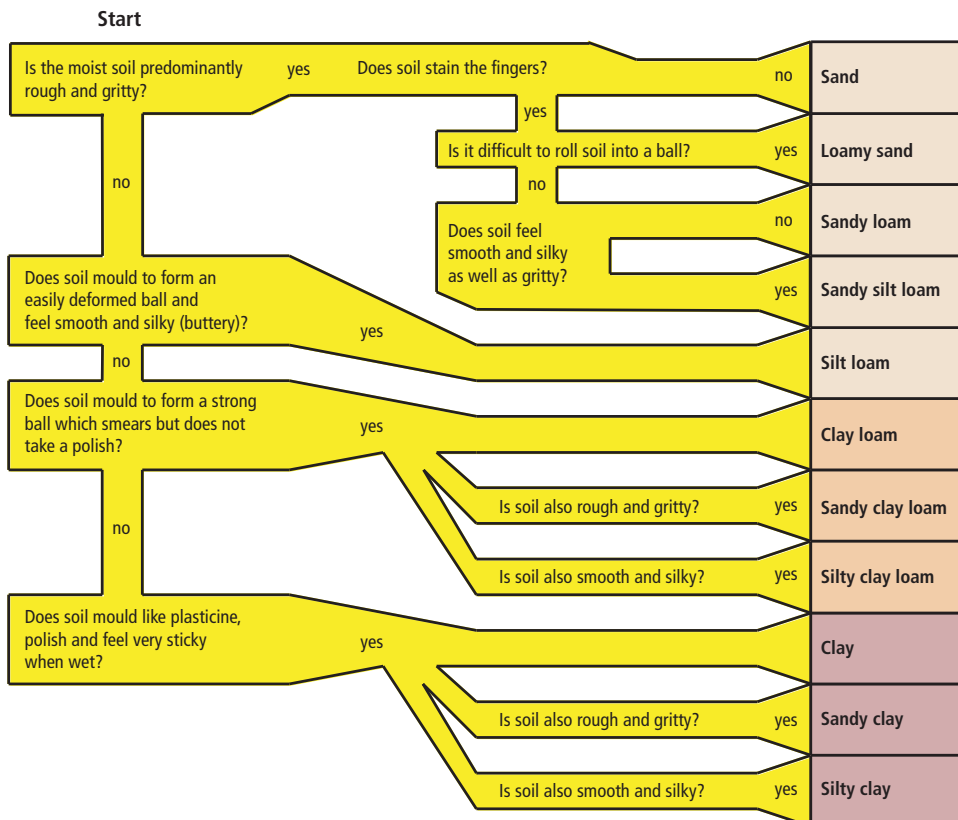 Start
Is the moist soil predominantly
rough and gritty?
yes
Does soil stain the fingers?
no
Sand
yes
Is it difficult to roll soil into a ball?
yes
Loamy sand
no
no
Does soil feel
smooth and silky
as well as gritty?
no
Sandy loam
yes
Sandy silt loam
Does soil mould to form an
easily deformed ball and
feel smooth and silky (buttery)?
yes
Silt loam
no
Does soil mould to form a strong
ball which smears but does not
take a polish?
yes
Clay loam
Is soil also rough and gritty?
yes
Sandy clay loam
no
Is soil also smooth and silky?
yes
Silty clay loam
Does soil mould like plasticine,
polish and feel very sticky
when wet?
yes
Clay
Is soil also rough and gritty?
yes
Sandy clay
Is soil also smooth and silky?
yes
Silty clay